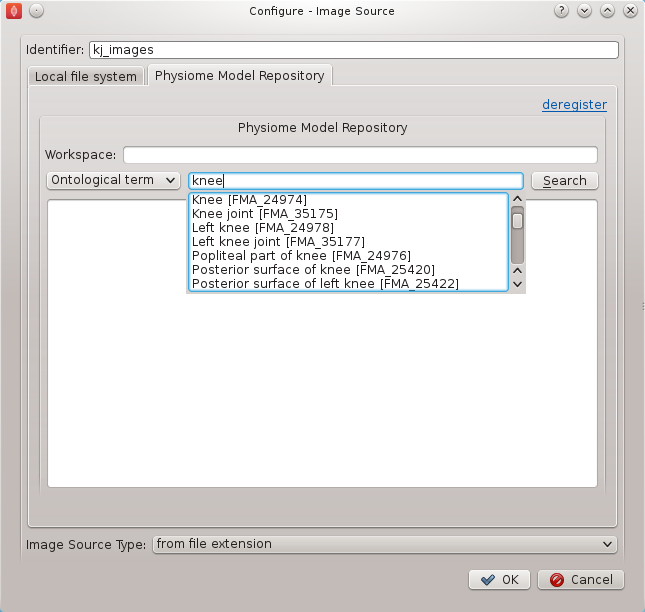 Configure - Image Source
Identifier: kj_images
Local file system Physiome Model Repository
deregister
Physiome Model Repository
Workspace:
Ontological term knee Search
Knee [FMA_24974]
Knee joint [FMA_35175]
Left knee [FMA_24978]
Left knee joint [FMA_35177]
Popliteal part of knee [FMA_24976]
Posterior surface of knee [FMA_25420]
Posterior surface of left knee [FMA_25422]
Image Source Type: from file extension
OK Cancel